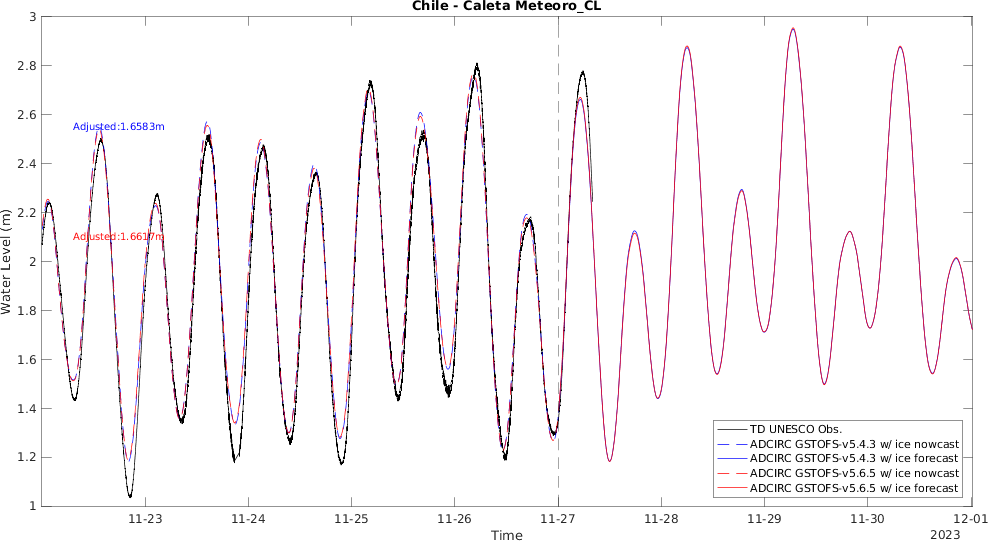 Chile - Caleta Meteoro_CL
3
2.8
2.6
2.4
2.2
2
1.8
1.6
1.4
1.2
1
Water Level (m)
Adjusted:1.6583m
Adjusted:1.6617m
TD UNESCO Obs.
ADCIRC GSTOFS-v5.4.3 w/ ice nowcast
ADCIRC GSTOFS-v5.4.3 w/ ice forecast
ADCIRC GSTOFS-v5.6.5 w/ ice nowcast
ADCIRC GSTOFS-v5.6.5 w/ ice forecast
11-23 11-24 11-25 11-26 11-27 11-28 11-29 11-30 12-01
Time
2023